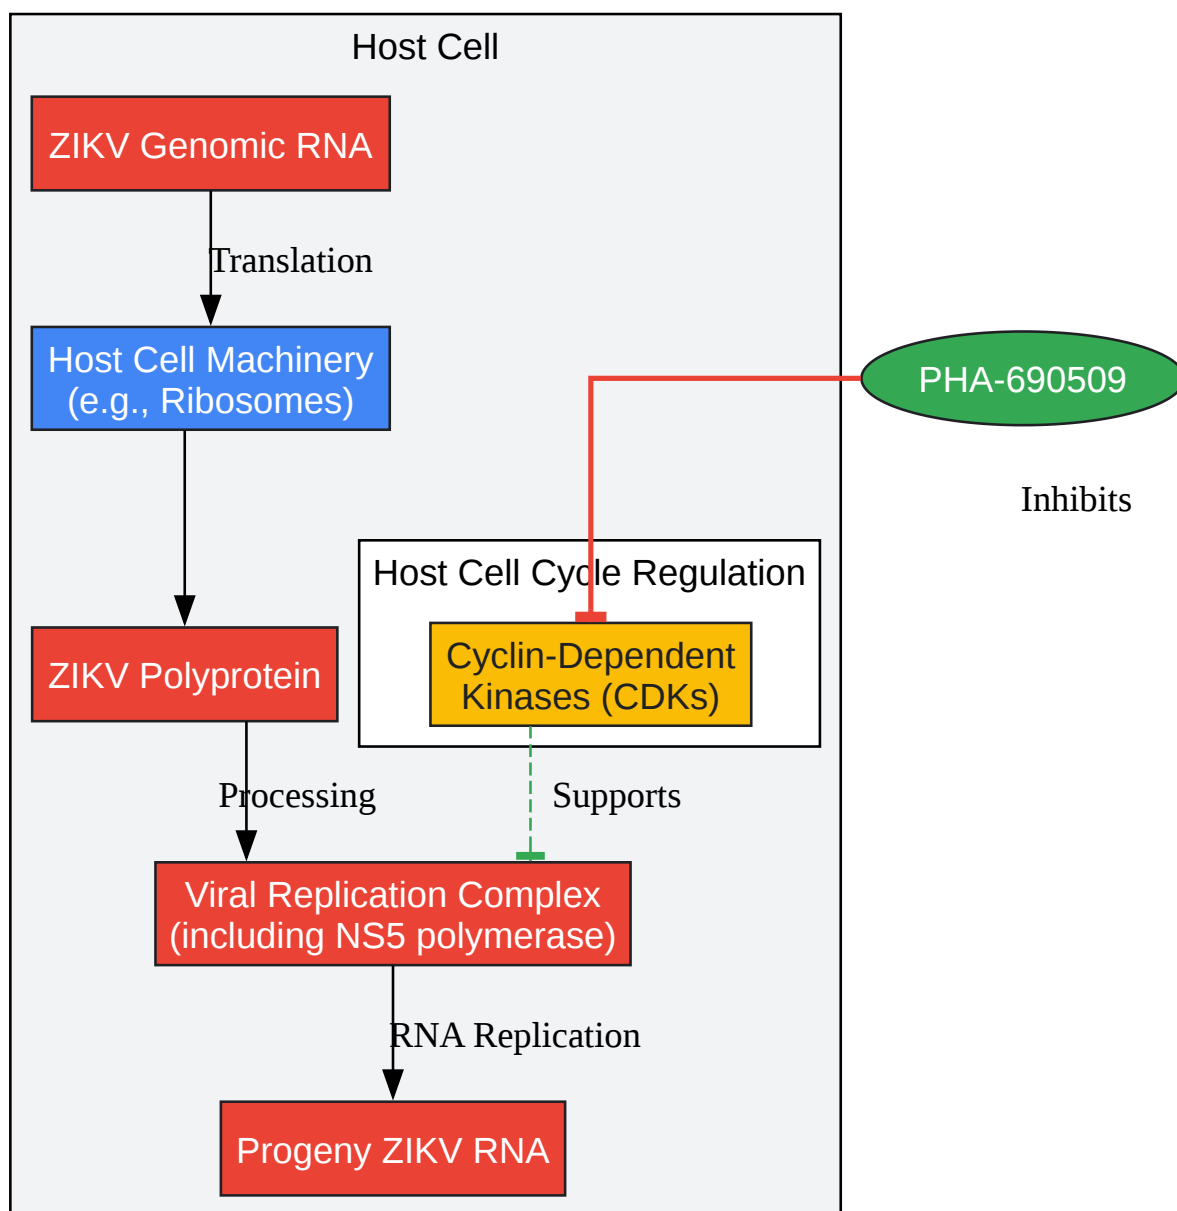 Host Cell
ZIKV Genomic RNA
Translation
Host Cell Machinery
(e.g., Ribosomes)
PHA-690509
Inhibits
Host Cell Cycle Regulation
Cyclin-Dependent
Kinases (CDKs)
ZIKV Polyprotein
Processing
Supports
Viral Replication Complex
(including NS5 polymerase)
RNA Replication
Progeny ZIKV RNA